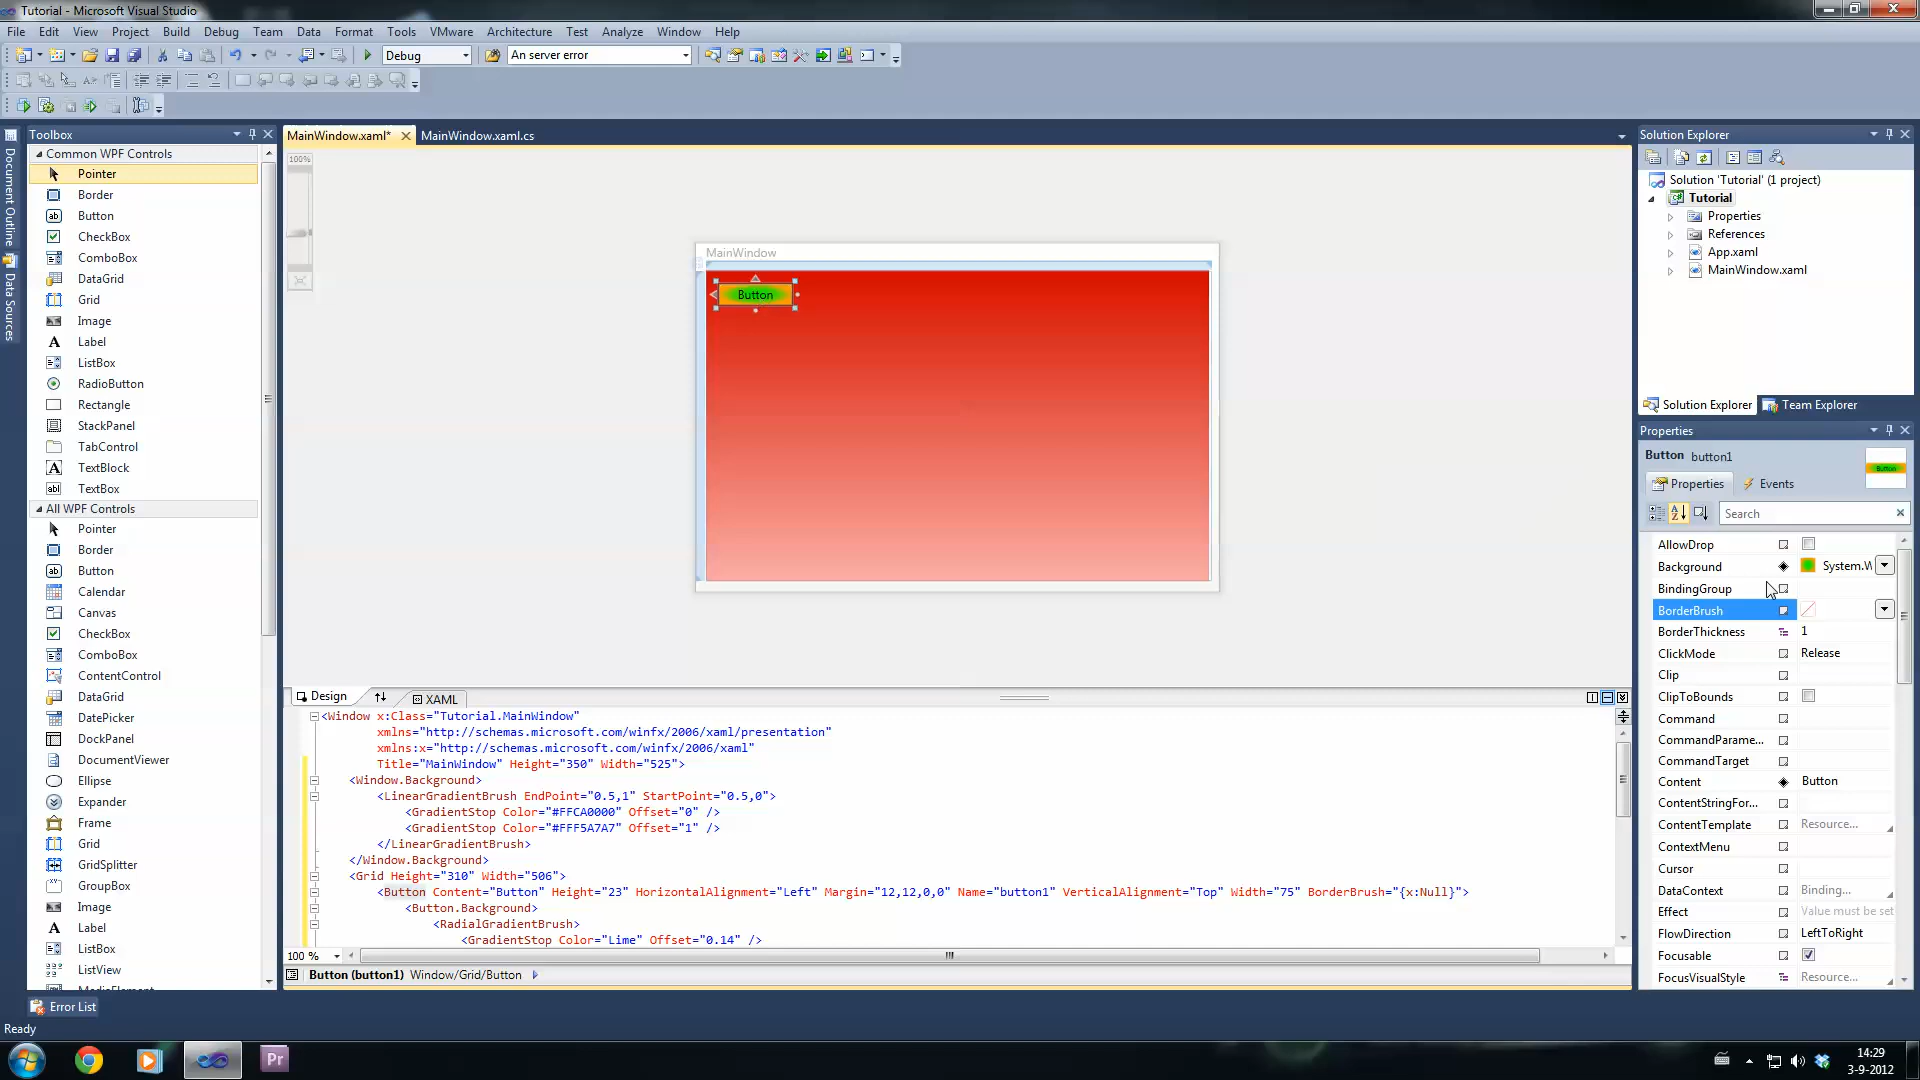 Tutorial - Microsoft Visual Studio
File Edit View Project Build Debug Team Data Format Tools VMware Architecture Test Analyze Window Help
Debug
An server error
Document Outline
Data Sources
Toolbox
Common WPF Controls
Pointer
Border
Button
CheckBox
ComboBox
DataGrid
Grid
Image
Label
ListBox
RadioButton
Rectangle
StackPanel
TabControl
TextBlock
TextBox
All WPF Controls
Pointer
Border
Button
Calendar
Canvas
CheckBox
ComboBox
ContentControl
DataGrid
DatePicker
DockPanel
DocumentViewer
Ellipse
Expander
Frame
Grid
GridSplitter
GroupBox
Image
Label
ListBox
ListView
MediaElement
MainWindow.xaml* MainWindow.xaml.cs
100%
MainWindow
Button
Design XAML
<Window x:Class="Tutorial.MainWindow"
xmlns="http://schemas.microsoft.com/winfx/2006/xaml/presentation"
xmlns:x="http://schemas.microsoft.com/winfx/2006/xaml"
Title="MainWindow" Height="350" Width="525">
<Window.Background>
<LinearGradientBrush EndPoint="0.5,1" StartPoint="0.5,0">
<GradientStop Color="#FFCA0000" Offset="0" />
<GradientStop Color="#FFF5A7A7" Offset="1" />
</LinearGradientBrush>
</Window.Background>
<Grid Height="310" Width="506">
<Button Content="Button" Height="23" HorizontalAlignment="Left" Margin="12,12,0,0" Name="button1" VerticalAlignment="Top" Width="75" BorderBrush="{x:Null}">
<Button.Background>
<RadialGradientBrush>
<GradientStop Color="Lime" Offset="0.14" />
100 %
Button (button1) Window/Grid/Button
Solution Explorer
Solution 'Tutorial' (1 project)
Tutorial
Properties
References
App.xaml
MainWindow.xaml
Solution Explorer Team Explorer
Properties
Button button1
Button
Properties Events
Search
AllowDrop
Background System.W
BindingGroup
BorderBrush
BorderThickness 1
ClickMode Release
Clip
ClipToBounds
Command
CommandParame...
CommandTarget
Content Button
ContentStringFor...
ContentTemplate Resource...
ContextMenu
Cursor
DataContext Binding...
Effect Value must be set
FlowDirection LeftToRight
Focusable
FocusVisualStyle Resource...
Error List
Ready
Pr
14:29
3-9-2012